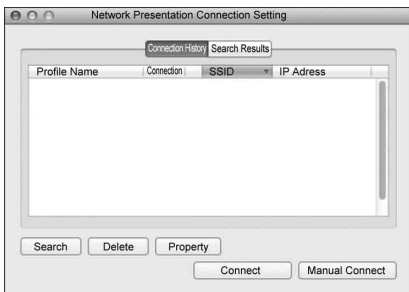 Network Presentation Connection Setting
Connection History Search Results
Profile Name Connection SSID IP Adress
Search Delete Property
Connect Manual Connect